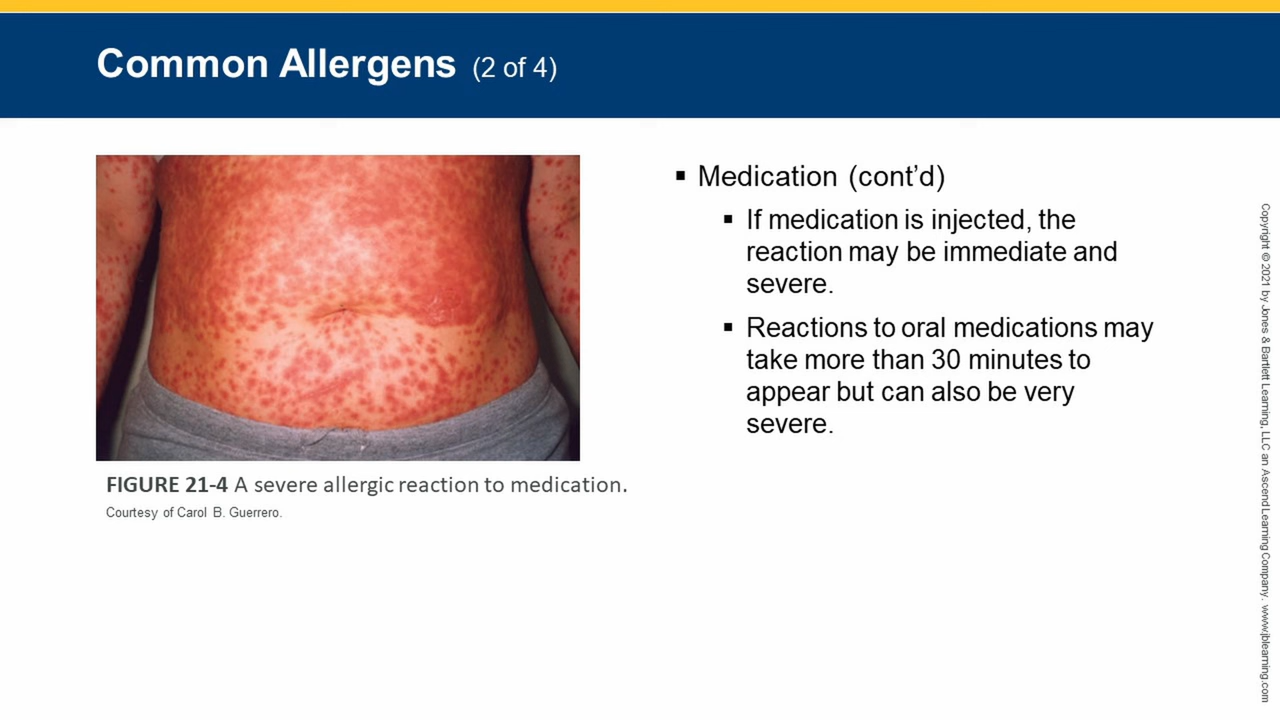 Common Allergens (2 of 4)
▪ Medication (cont’d)
▪ If medication is injected, the
reaction may be immediate and
severe.
▪ Reactions to oral medications may
take more than 30 minutes to
appear but can also be very
severe.
FIGURE 21-4 A severe allergic reaction to medication.
Courtesy of Carol B. Guerrero.
Copyright © 2021 by Jones & Bartlett Learning, LLC an Ascend Learning Company. www.jblearning.com